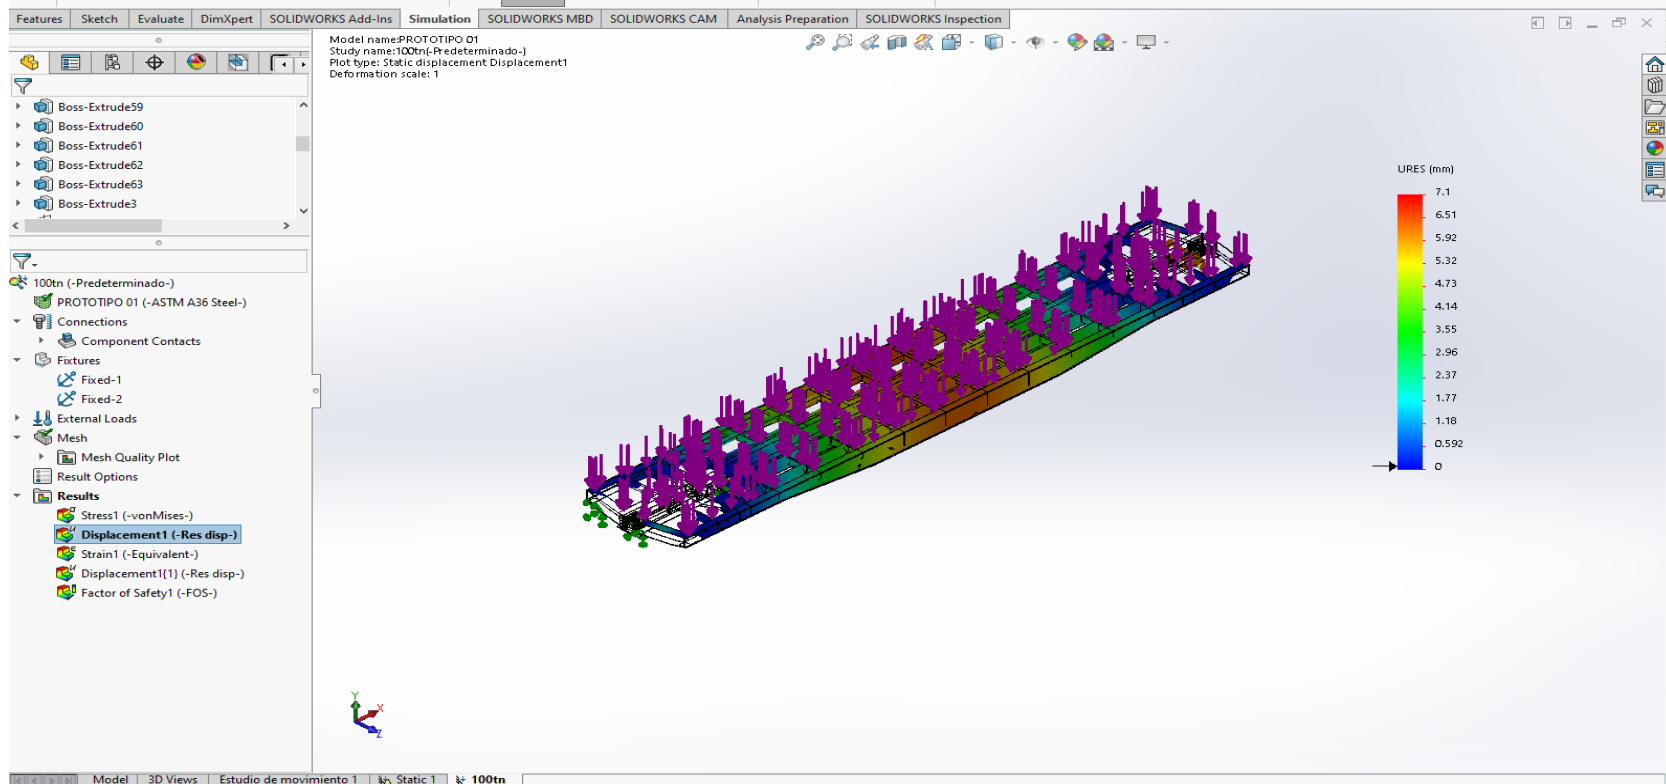 Features Sketch Evaluate DimXpert SOLIDWORKS Add-Ins Simulation SOLIDWORKS MBD SOLIDWORKS CAM Analysis Preparation SOLIDWORKS Inspection
Model name:PROTOTIPO 01
Study name:100tn(-Predeterminado-)
Plot type: Static displacement Displacement1
Deformation scale: 1
Boss-Extrude59
Boss-Extrude60
Boss-Extrude61
Boss-Extrude62
Boss-Extrude63
Boss-Extrude3
100tn (-Predeterminado-)
PROTOTIPO 01 (-ASTM A36 Steel-)
Connections
Component Contacts
Fixtures
Fixed-1
Fixed-2
External Loads
Mesh
Mesh Quality Plot
Result Options
Results
Stress1 (-vonMises-)
Displacement1 (-Res disp-)
Strain1 (-Equivalent-)
Displacement1{1} (-Res disp-)
Factor of Safety1 (-FOS-)
URES (mm)
7.1
6.51
5.92
5.32
4.73
4.14
3.55
2.96
2.37
1.77
1.18
0.592
0
Y
X
Z
Model 3D Views Estudio de movimiento 1 Static 1 100tn